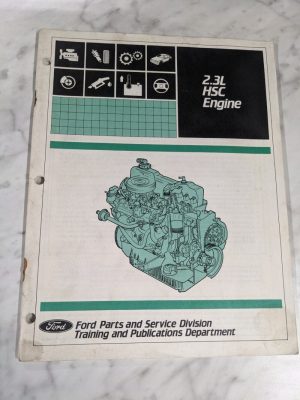 2.3L
HSC
Engine
Ford
Ford Parts and Service Division
Training and Publications Department